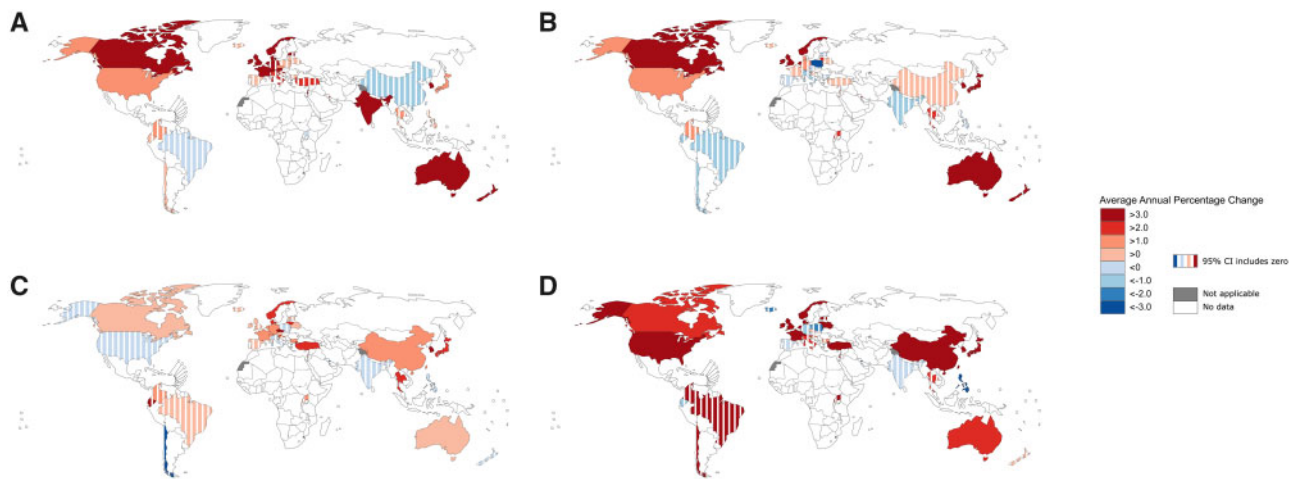 A
B
Average Annual Percentage Change
>3.0
>2.0
>1.0
>0
<0
<-1.0
<-2.0
<-3.0
95% CI includes zero
Not applicable
No data
C
D